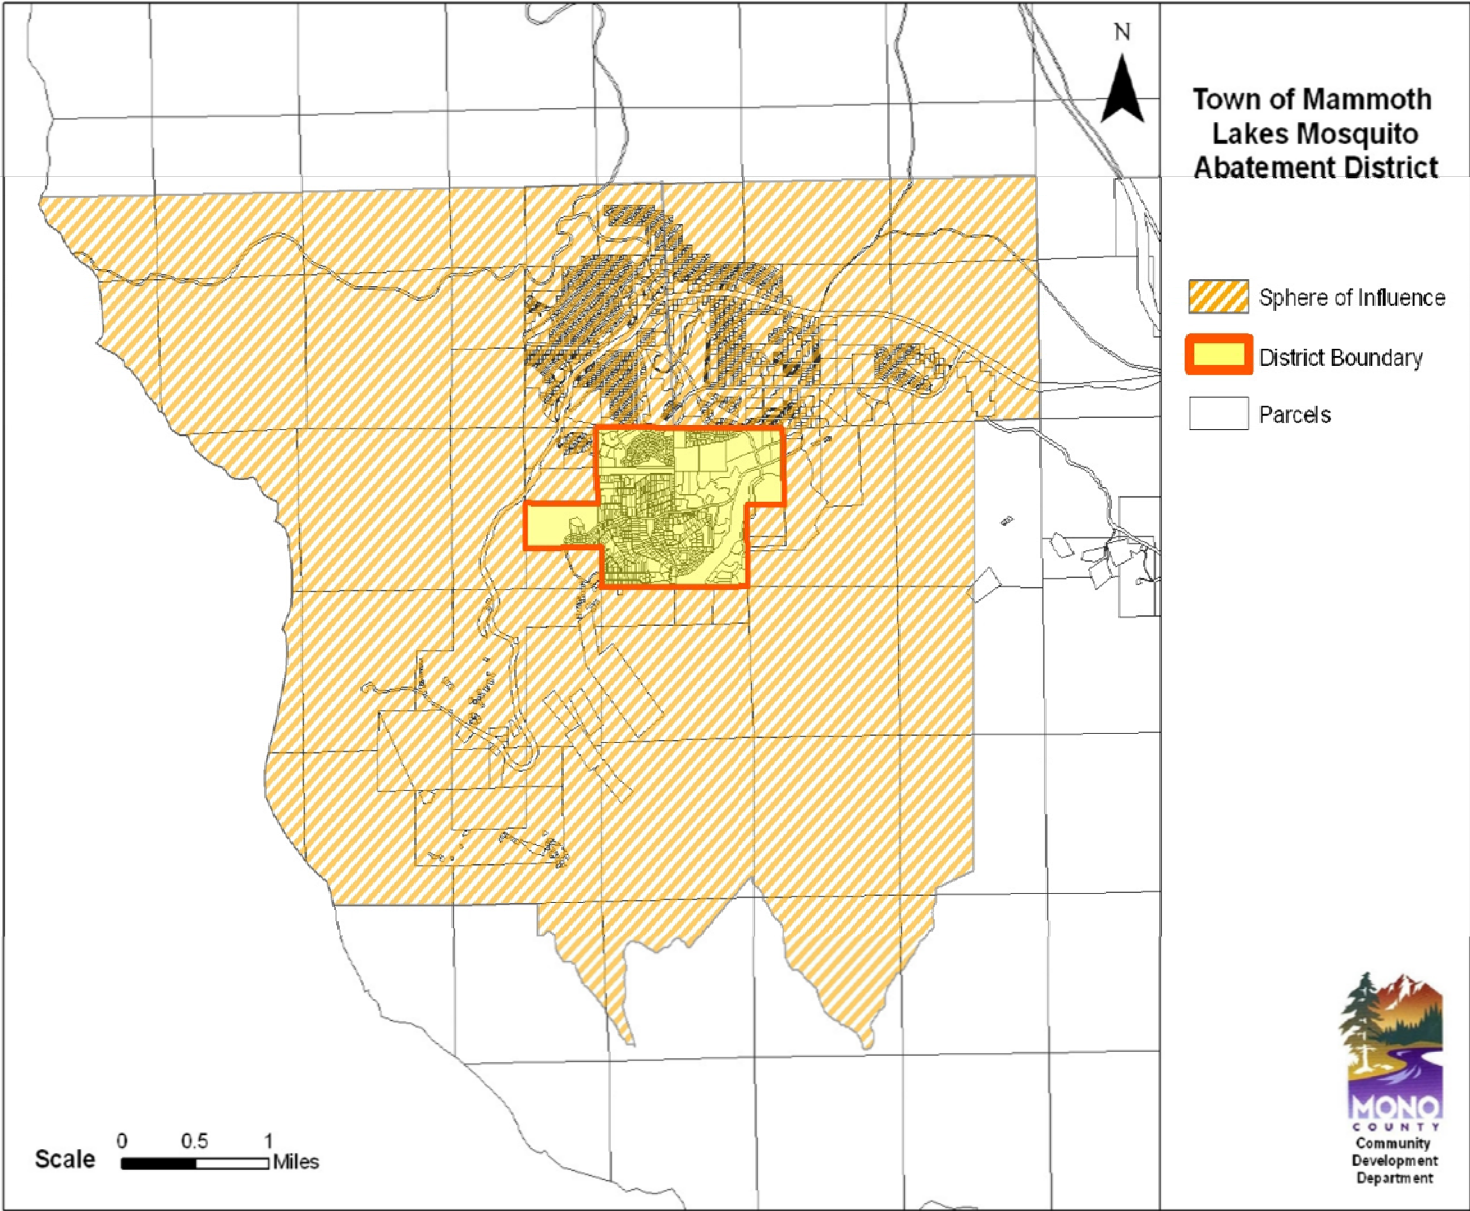 N
Town of Mammoth
Lakes Mosquito
Abatement District
Sphere of Influence
District Boundary
Parcels
Scale
0 0.5 1
Miles
MONO
COUNTY
Community
Development
Department